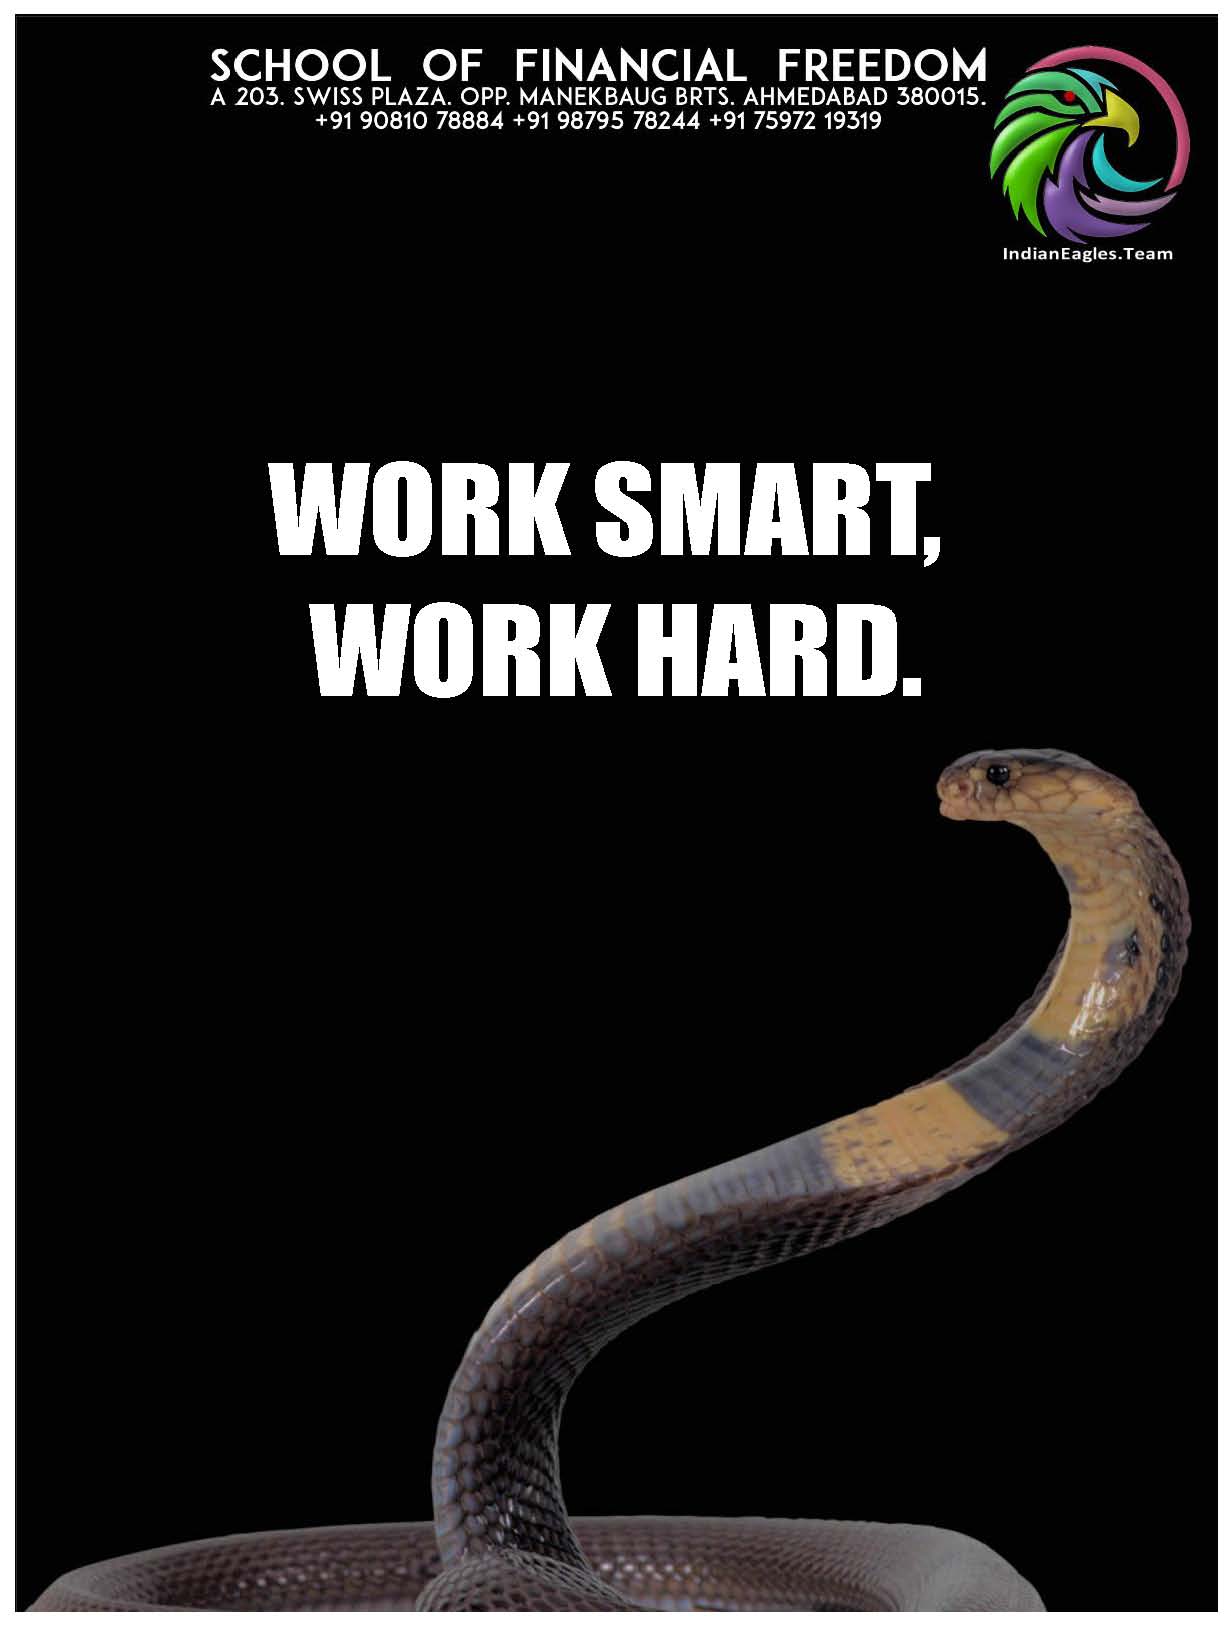 SCHOOL OF FINANCIAL FREEDOM
A 203. SWISS PLAZA. OPP. MANEKBAUG BRTS. AHMEDABAD 380015.
+91 90810 78884 +91 98795 78244 +91 75972 19319
IndianEagles.Team
WORK SMART,
WORK HARD.